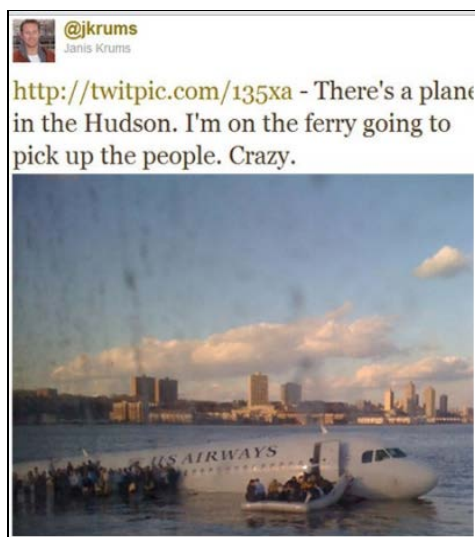 @jkrums
Janis Krums
http://twitpic.com/135xa - There's a plane
in the Hudson. I'm on the ferry going to
pick up the people. Crazy.
US AIRWAYS